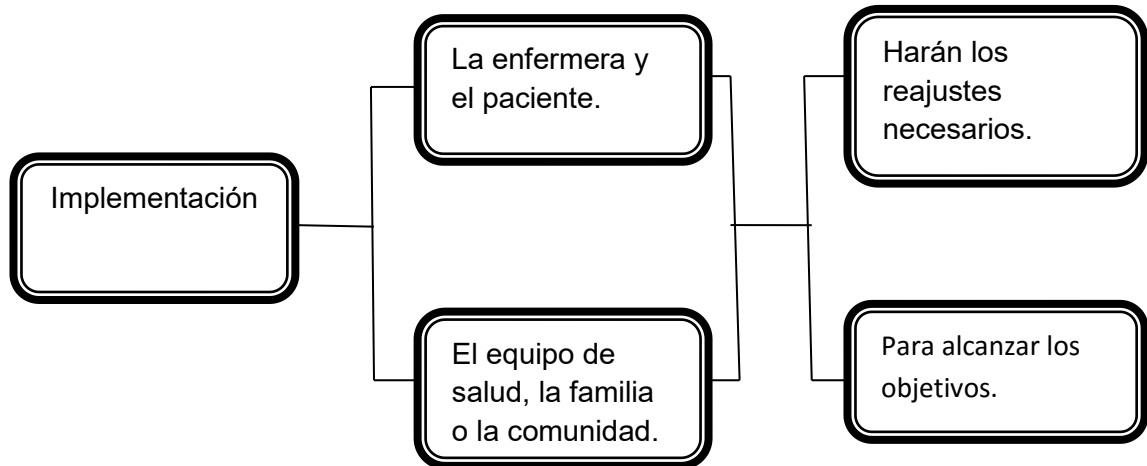 Implementación
La enfermera y
el paciente.
El equipo de
salud, la familia
o la comunidad.
Harán los
reajustes
necesarios.
Para alcanzar los
objetivos.